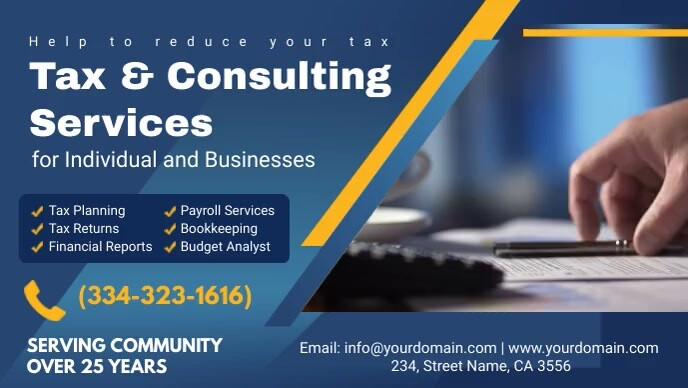 Help to reduce your tax
Tax & Consulting
Services
for Individual and Businesses
Tax Planning
Tax Returns
Financial Reports
Payroll Services
Bookkeeping
Budget Analyst
(334-323-1616)
SERVING COMMUNITY
OVER 25 YEARS
Email: info@yourdomain.com | www.yourdomain.com
234, Street Name, CA 3556